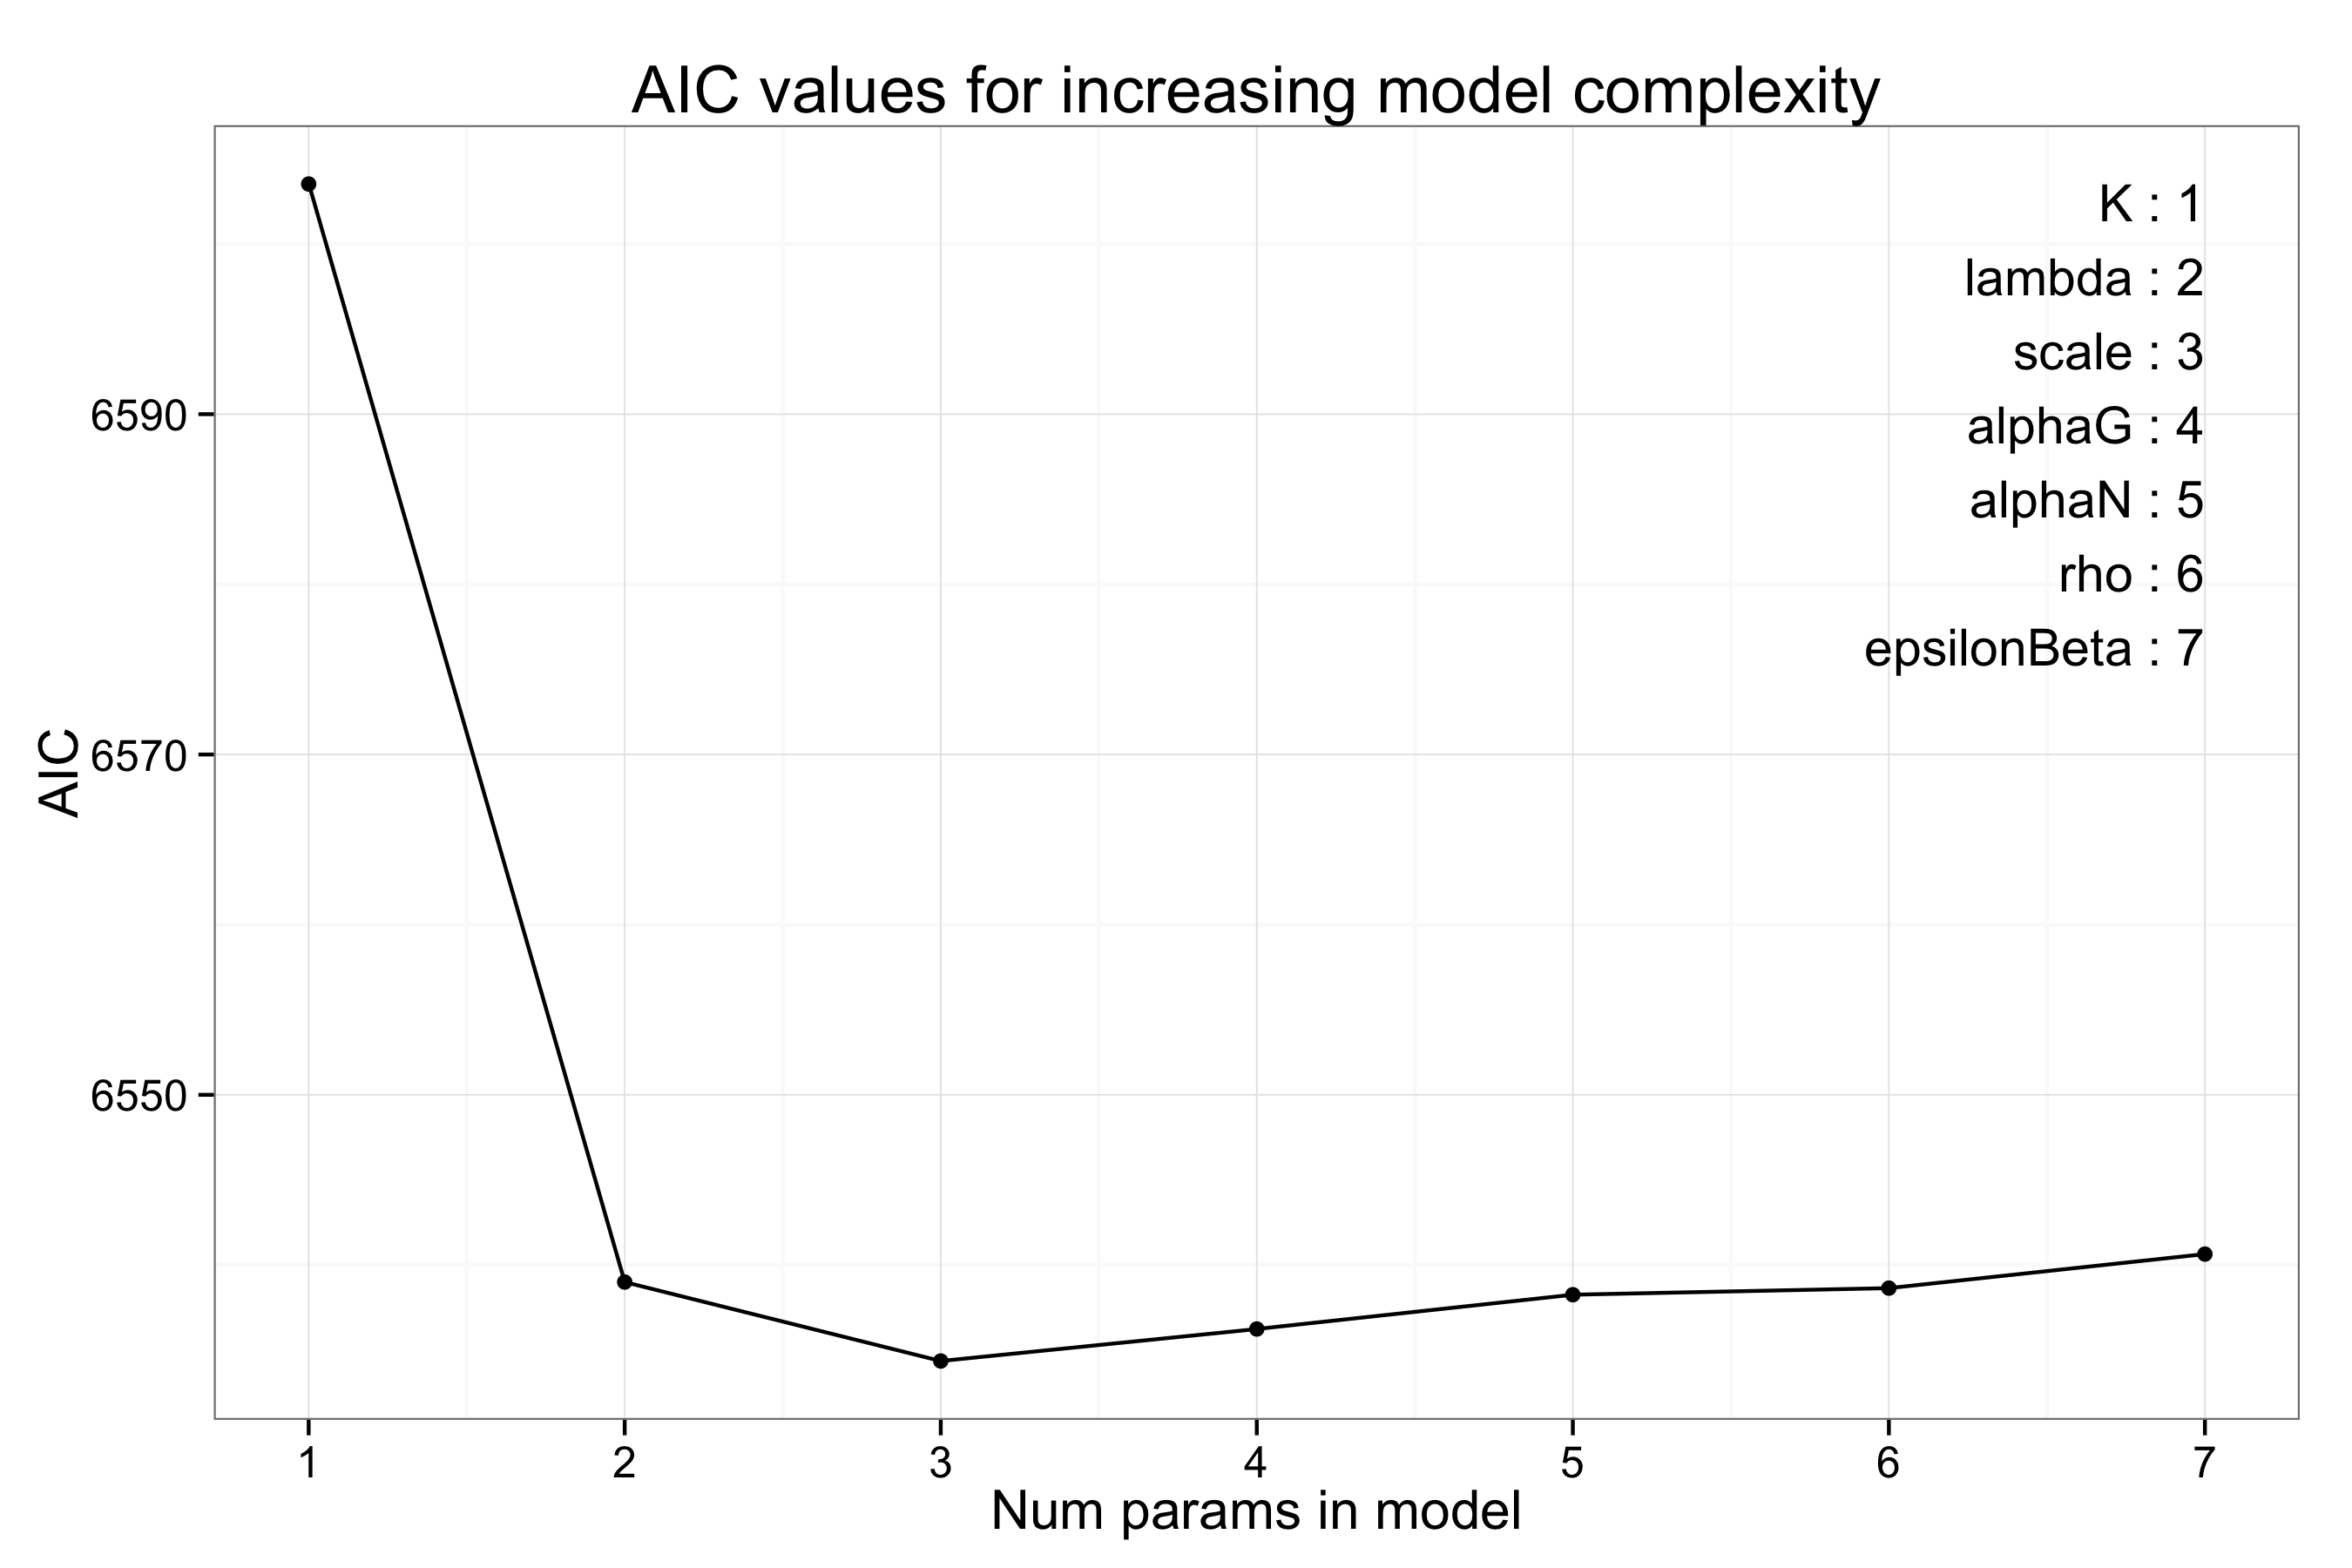 AIC values for increasing model complexity
K : 1
lambda : 2
scale : 3
alphaG : 4
alphaN : 5
rho : 6
epsilonBeta : 7
AIC
6590
6570
6550
1 2 3 4 5 6 7
Num params in model